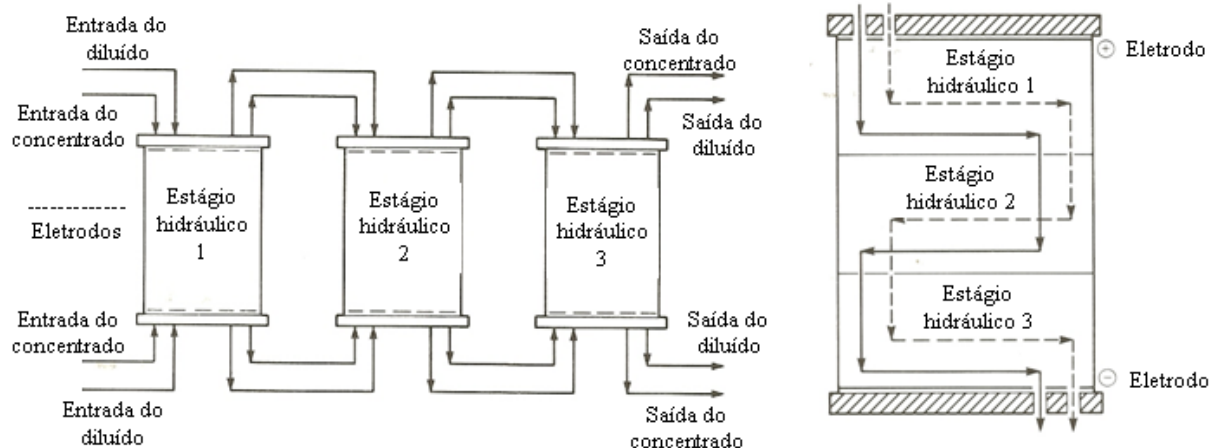 Entrada do
diluído
Entrada do
concentrado
Eletrodos
Entrada do
concentrado
Entrada do
diluído
Estágio
hidráulico
1
Estágio
hidráulico
2
Estágio
hidráulico
3
Saída do
concentrado
Saída do
diluído
Saída do
diluído
Saída do
concentrado
Estágio
hidráulico 1
Estágio
hidráulico 2
Estágio
hidráulico 3
+ Eletrodo
− Eletrodo